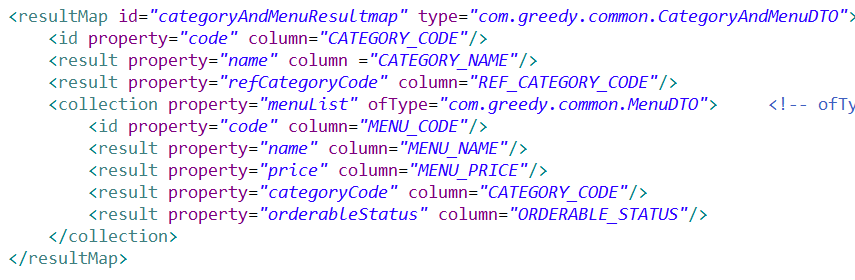 <resultMap id="categoryAndMenuResultmap" type="com.greedy.common.CategoryAndMenuDTO">
<id property="code" column="CATEGORY_CODE"/>
<result property="name" column ="CATEGORY_NAME"/>
<result property="refCategoryCode" column="REF_CATEGORY_CODE"/>
<collection property="menuList" ofType="com.greedy.common.MenuDTO"> <!-- ofTy
<id property="code" column="MENU_CODE"/>
<result property="name" column="MENU_NAME"/>
<result property="price" column="MENU_PRICE"/>
<result property="categoryCode" column="CATEGORY_CODE"/>
<result property="orderableStatus" column="ORDERABLE_STATUS"/>
</collection>
</resultMap>